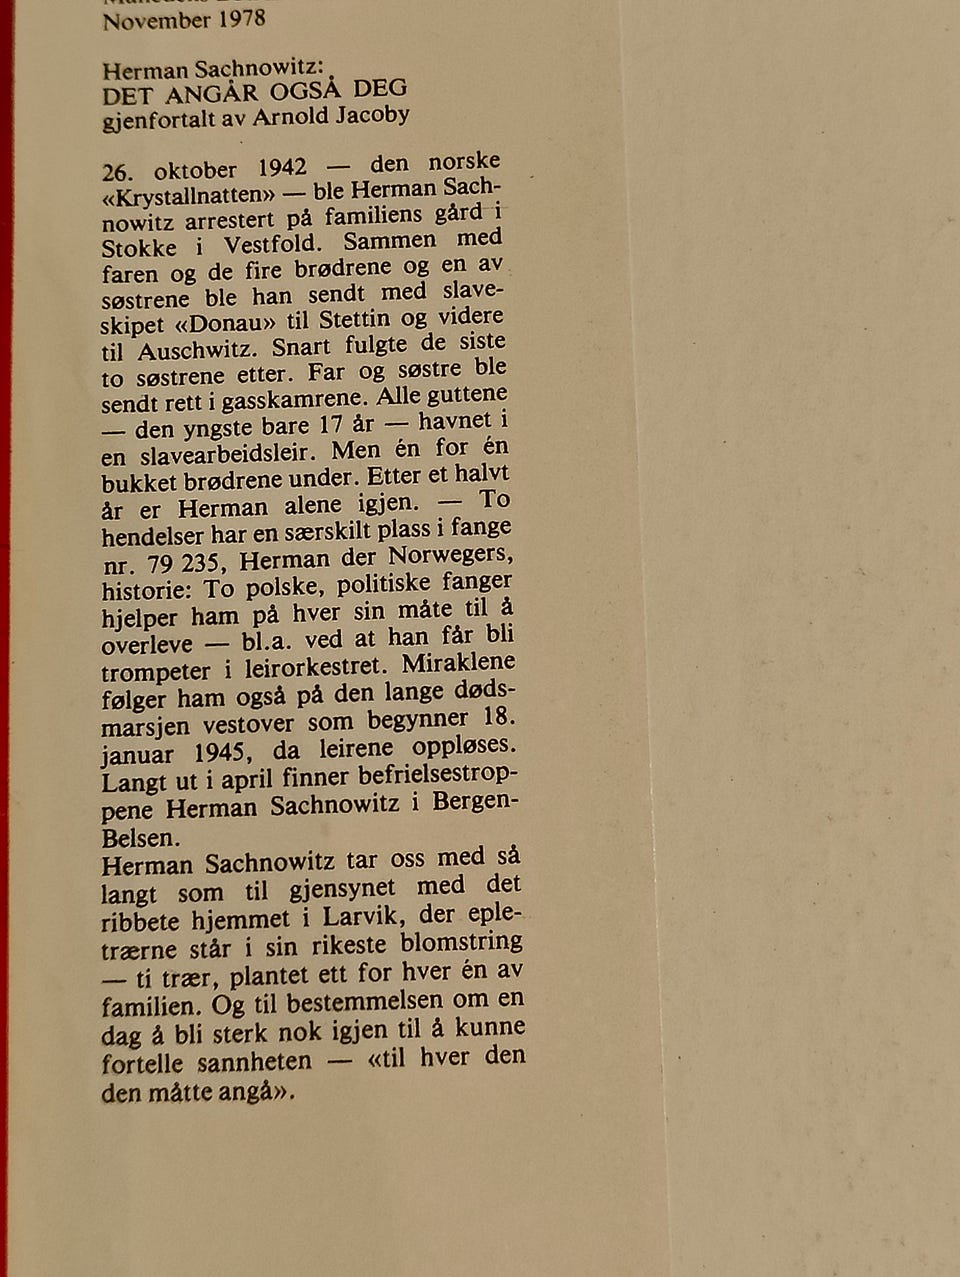 November 1978
Herman Sachnowitz:
DET ANGÅR OGSÅ DEG
gjenfortalt av Arnold Jacoby
26. oktober 1942 — den norske
«Krystallnatten» — ble Herman Sach-
nowitz arrestert på familiens gård i
Stokke i Vestfold. Sammen med
faren og de fire brødrene og en av
søstrene ble han sendt med slave-
skipet «Donau» til Stettin og videre
til Auschwitz. Snart fulgte de siste
to søstrene etter. Far og søstre ble
sendt rett i gasskamrene. Alle guttene
— den yngste bare 17 år — havnet i
en slavearbeidsleir. Men én for én
bukket brødrene under. Etter et halvt
år er Herman alene igjen. — To
hendelser har en særskilt plass i fange
nr. 79 235, Herman der Norwegers,
historie: To polske, politiske fanger
hjelper ham på hver sin måte til å
overleve — bl.a. ved at han får bli
trompeter i leirorkestret. Miraklene
følger ham også på den lange døds-
marsjen vestover som begynner 18.
januar 1945, da leirene oppløses.
Langt ut i april finner befrielsestrop-
pene Herman Sachnowitz i Bergen-
Belsen.
Herman Sachnowitz tar oss med så
langt som til gjensynet med det
ribbete hjemmet i Larvik, der eple-
trærne står i sin rikeste blomstring
— ti trær, plantet ett for hver én av
familien. Og til bestemmelsen om en
dag å bli sterk nok igjen til å kunne
fortelle sannheten — «til hver den
den måtte angå».